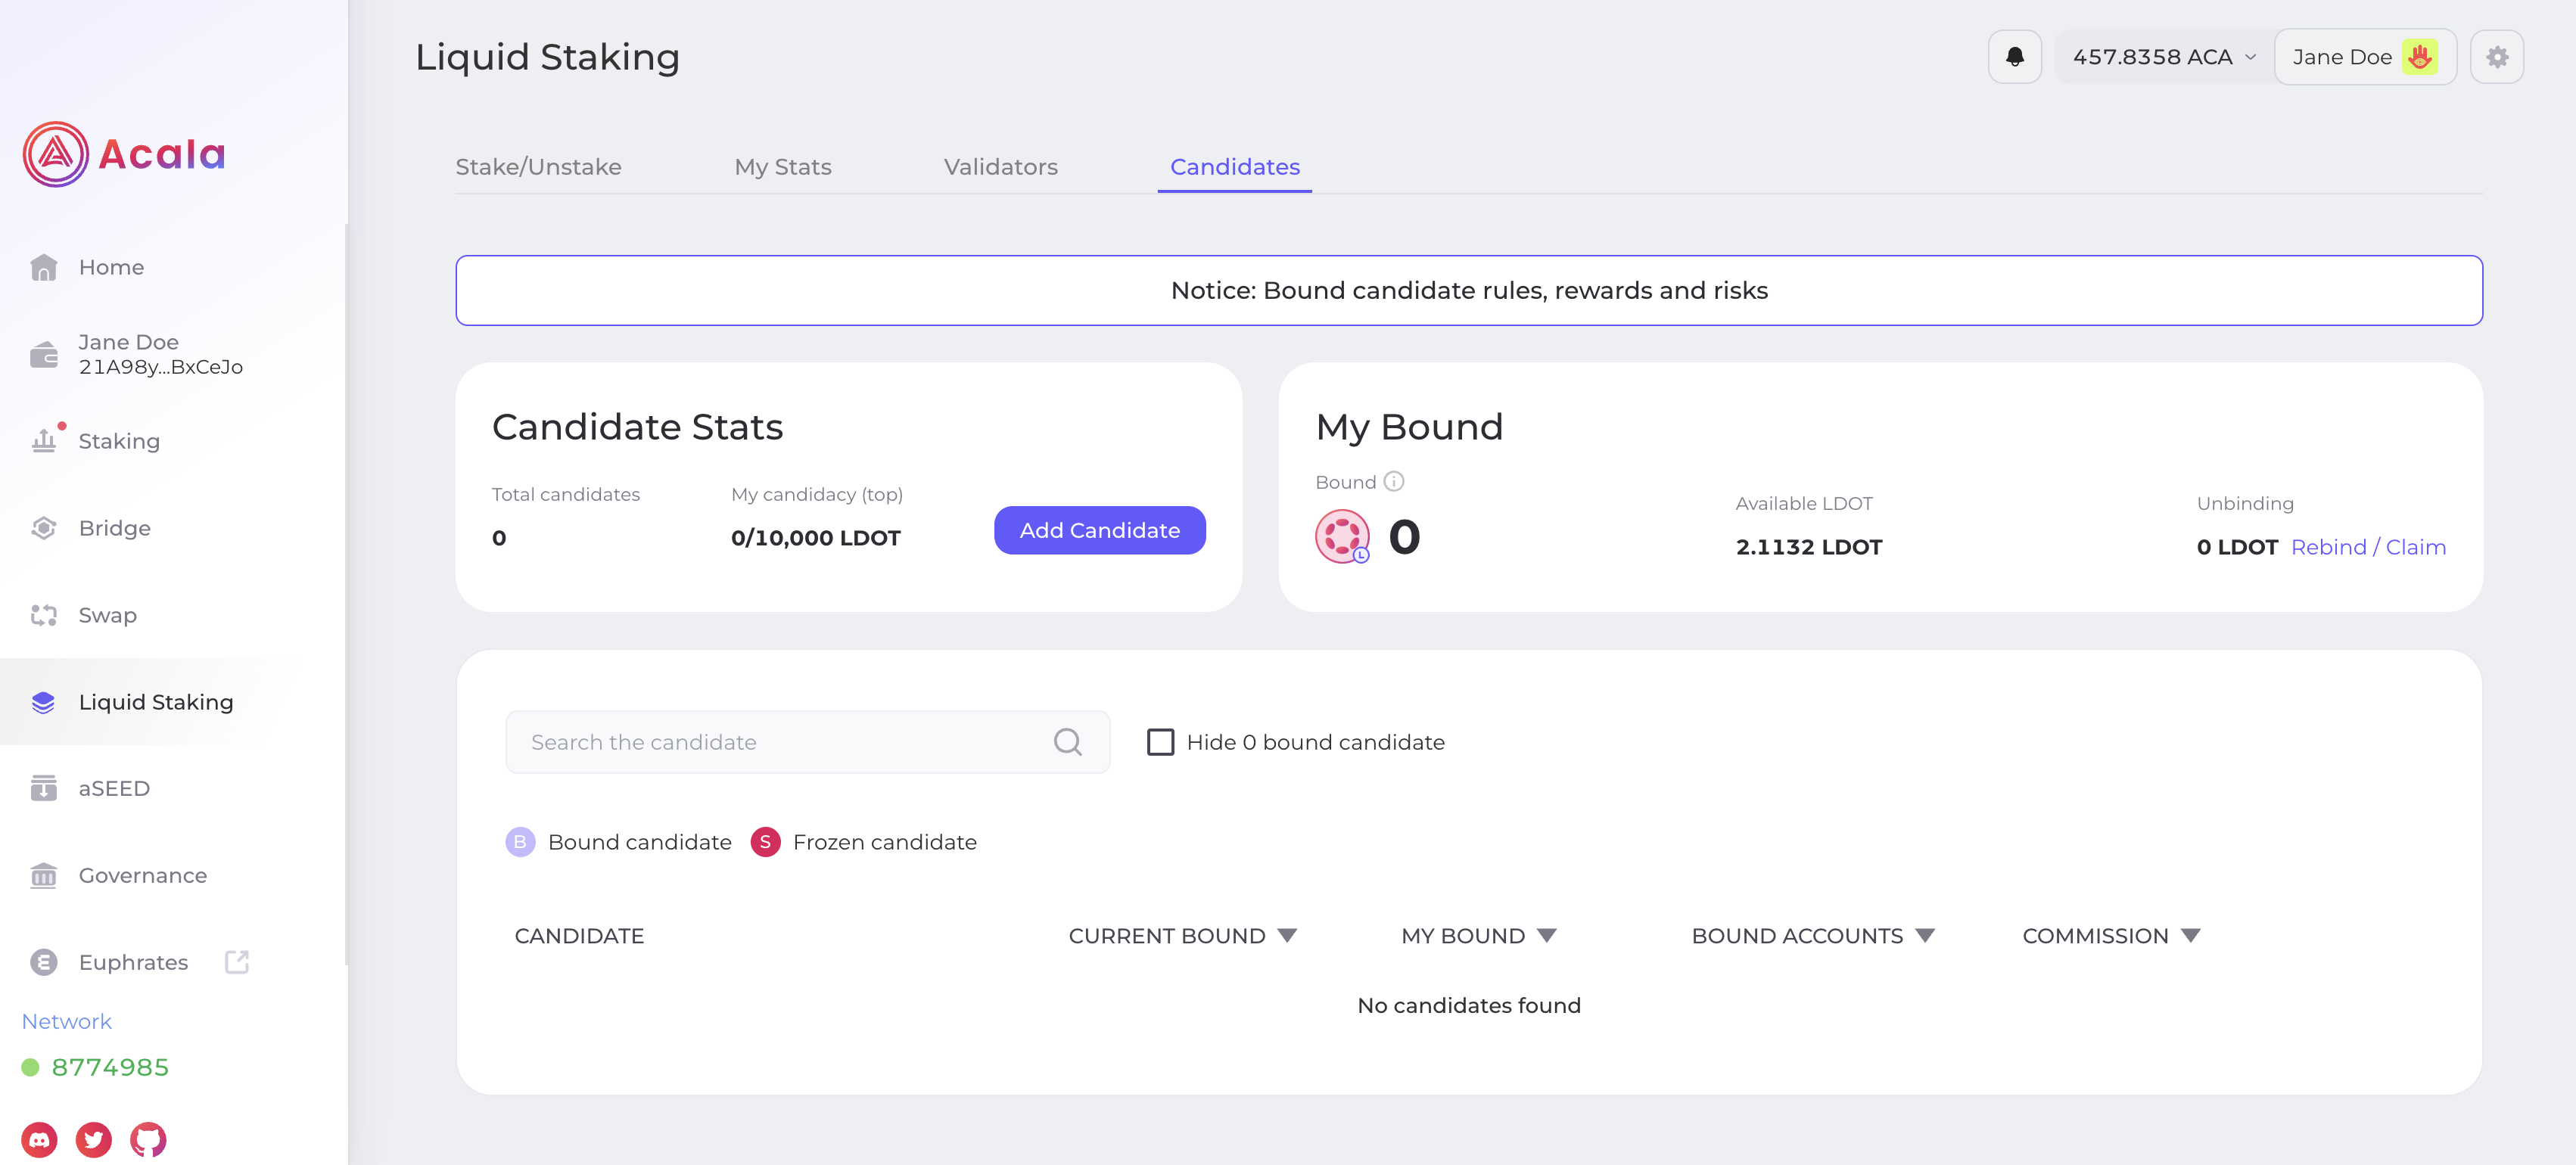 Liquid Staking
457.8358 ACA
Jane Doe
Acala
Home
Jane Doe
21A98y...BxCeJo
Staking
Bridge
Swap
Liquid Staking
aSEED
Governance
Euphrates
Network
8774985
Stake/Unstake
My Stats
Validators
Candidates
Notice: Bound candidate rules, rewards and risks
Candidate Stats
Total candidates
0
My candidacy (top)
0/10,000 LDOT
Add Candidate
My Bound
Bound
L
0
Available LDOT
2.1132 LDOT
Unbinding
0 LDOT Rebind / Claim
Search the candidate
Hide 0 bound candidate
B Bound candidate S Frozen candidate
CANDIDATE CURRENT BOUND MY BOUND BOUND ACCOUNTS COMMISSION
No candidates found